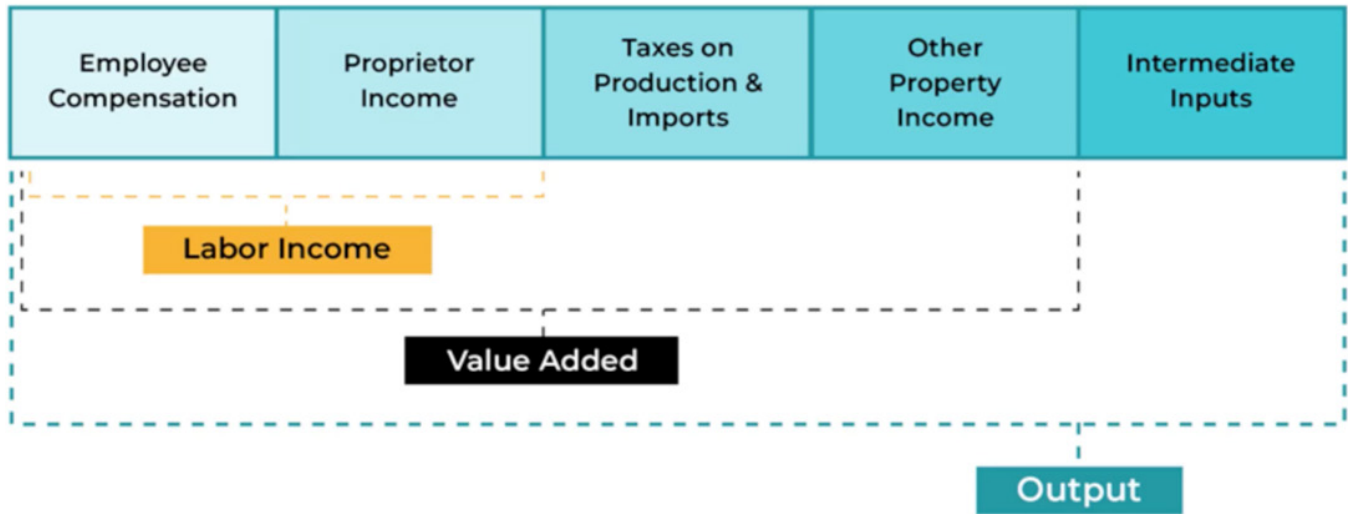 Employee
Compensation
Proprietor
Income
Taxes on
Production &
Imports
Other
Property
Income
Intermediate
Inputs
Labor Income
Value Added
Output